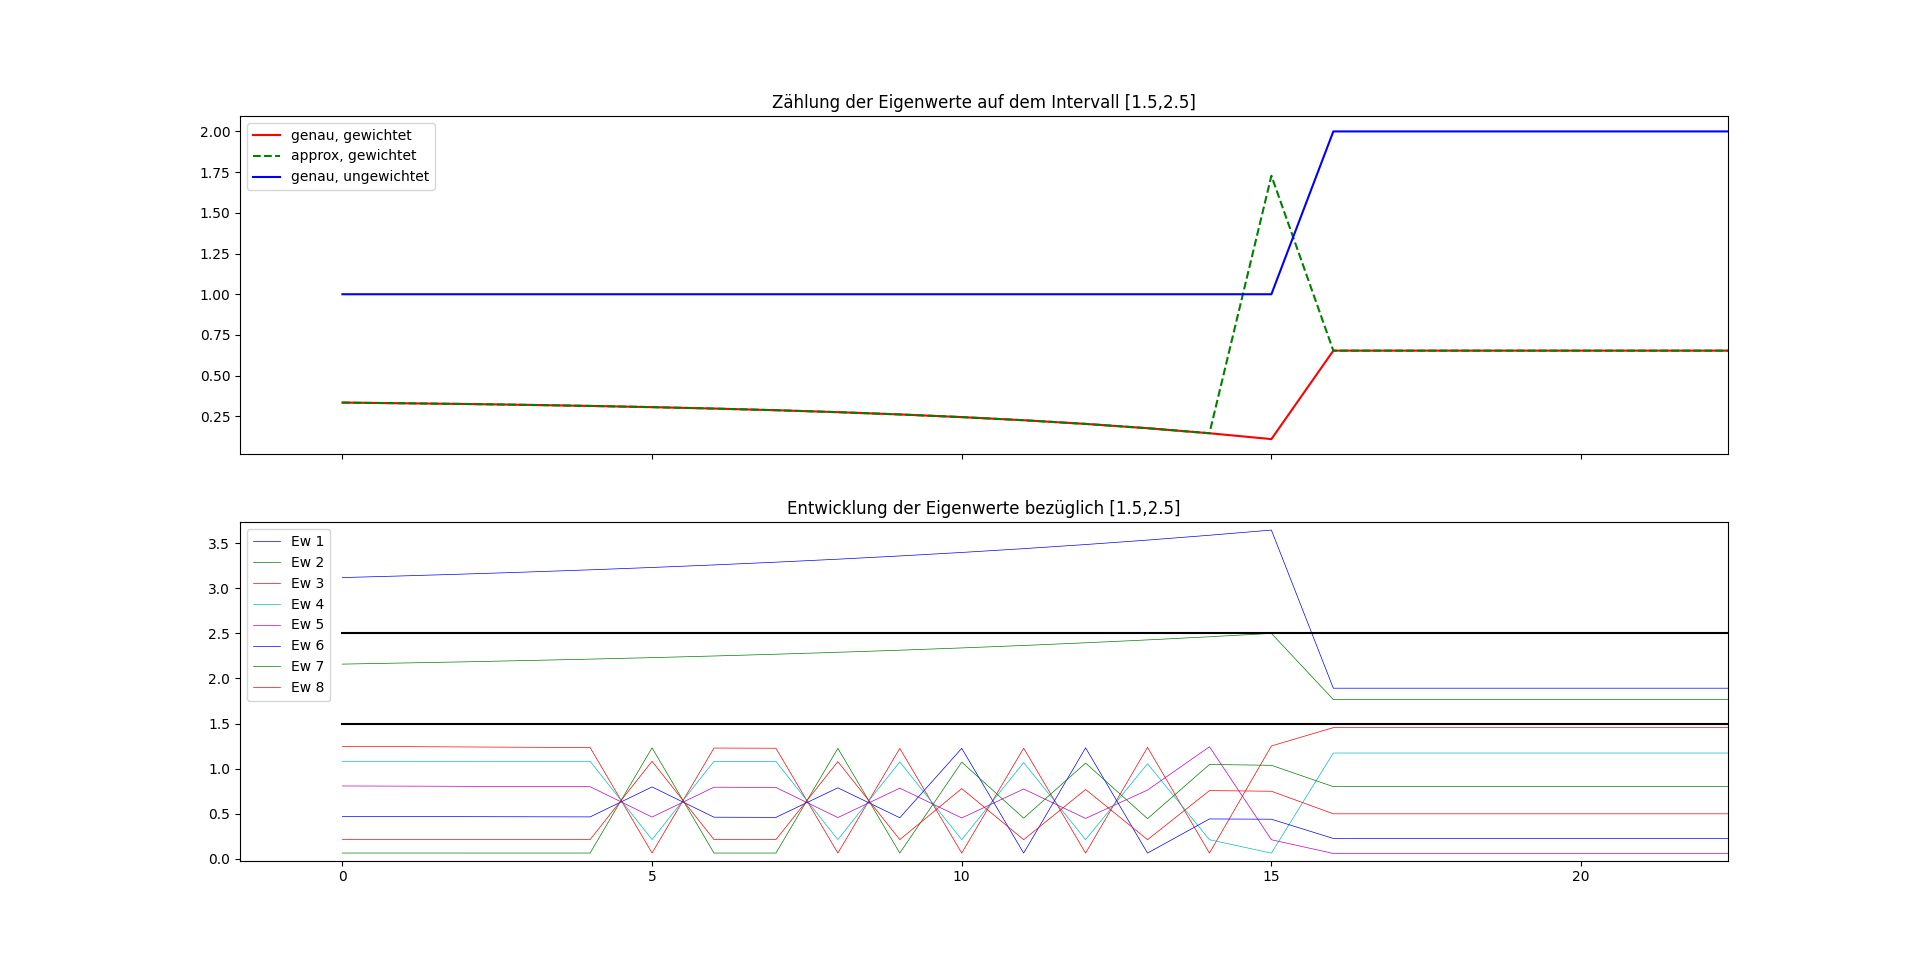 Zählung der Eigenwerte auf dem Intervall [1.5,2.5]
2.00
1.75
1.50
1.25
1.00
0.75
0.50
0.25
genau, gewichtet
approx, gewichtet
genau, ungewichtet
Entwicklung der Eigenwerte bezüglich [1.5,2.5]
3.5
3.0
2.5
2.0
1.5
1.0
0.5
0.0
Ew 1
Ew 2
Ew 3
Ew 4
Ew 5
Ew 6
Ew 7
Ew 8
0 5 10 15 20